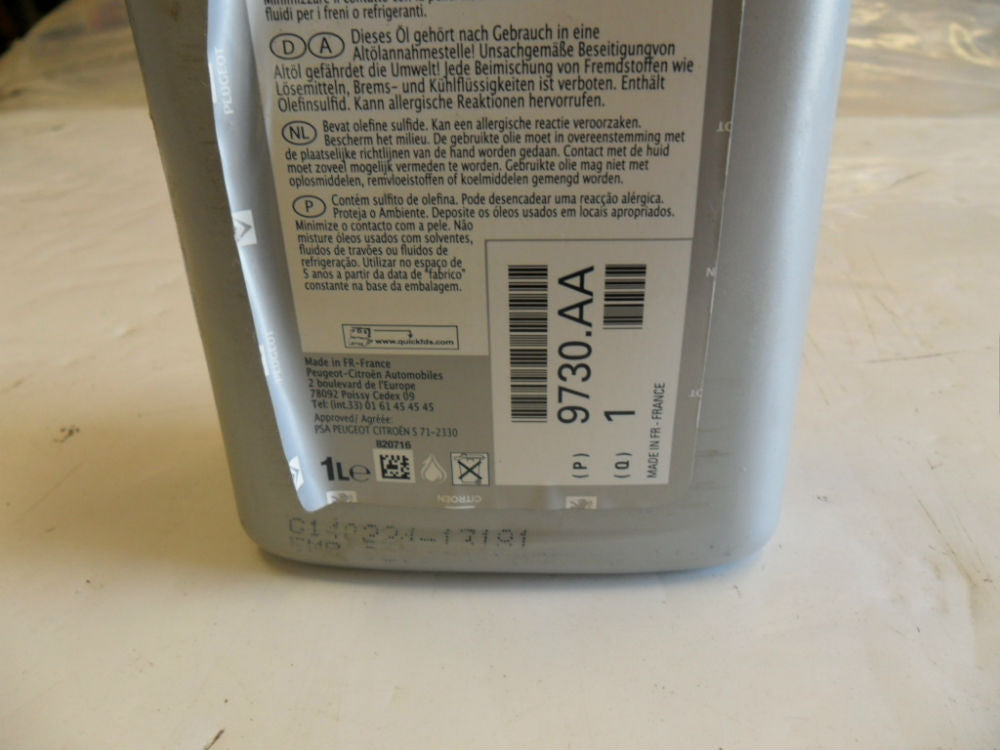 fluidi per i freni o refrigeranti.
D A Dieses Öl gehört nach Gebrauch in eine
Altölannahmestelle! Unsachgemäße Beseitigungvon
Altöl gefährdet die Umwelt! Jede Beimischung von Fremdstoffen wie
Lösemitteln, Brems- und Kühlflüssigkeiten ist verboten. Enthält
Olefinsulfid. Kann allergische Reaktionen hervorrufen.
NL Bevat olefine sulfide. Kan een allergische reactie veroorzaken.
Bescherm het milieu. De gebruikte olie moet in overeenstemming met
de plaatselijke richtlijnen van de hand worden gedaan. Contact met de huid
moet zoveel mogelijk vermeden te worden. Gebruikte olie mag niet met
oplosmiddelen, remvloeistoffen of koelmiddelen gemengd worden.
P Contém sulfito de olefina. Pode desencadear uma reacção alérgica.
Proteja o Ambiente. Deposite os óleos usados em locais apropriados.
Minimize o contacto com a pele. Não
misture óleos usados com solventes,
fluidos de travões ou fluidos de
refrigeração. Utilizar no espaço de
5 anos a partir da data de "fabrico"
constante na base da embalagem.
www.quickfds.com
Made in FR-France
Peugeot-Citroën Automobiles
2 boulevard de l'Europe
78092 Poissy Cedex 09
Tel: (int.33) 01 61 45 45 45
Approved/ Agréée:
PSA PEUGEOT CITROËN S 71-2330
820716
1L e
(P) 9730.AA
(Q) 1
MADE IN FR - FRANCE
PEUGEOT
CITROËN